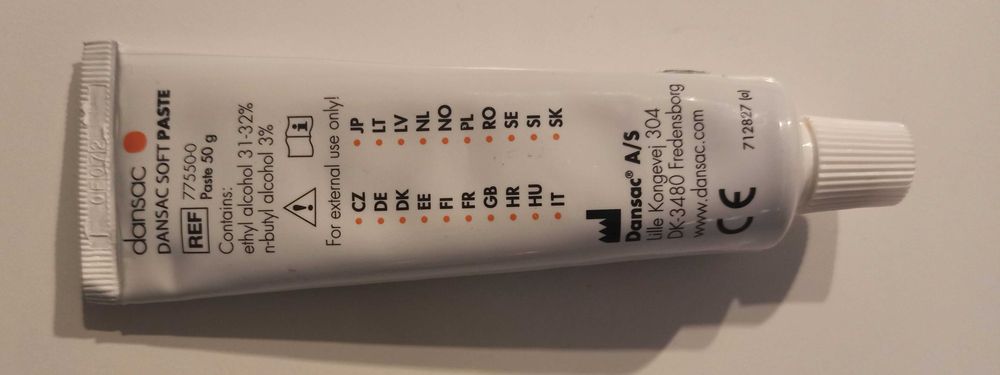 dansac
DANSAC SOFT PASTE
REF 77550-0
Paste 50 g
Contains:
ethyl alcohol 31-32%
n-butyl alcohol 3%
For external use only!
• CZ • JP
• DE • LT
• DK • LV
• EE • NL
• FI • NO
• FR • PL
• GB • RO
• HR • SE
• HU • SI
• IT • SK
Dansac® A/S
Lille Kongevej 304
DK-3480 Fredensborg
www.dansac.com
CE
712827 (a)